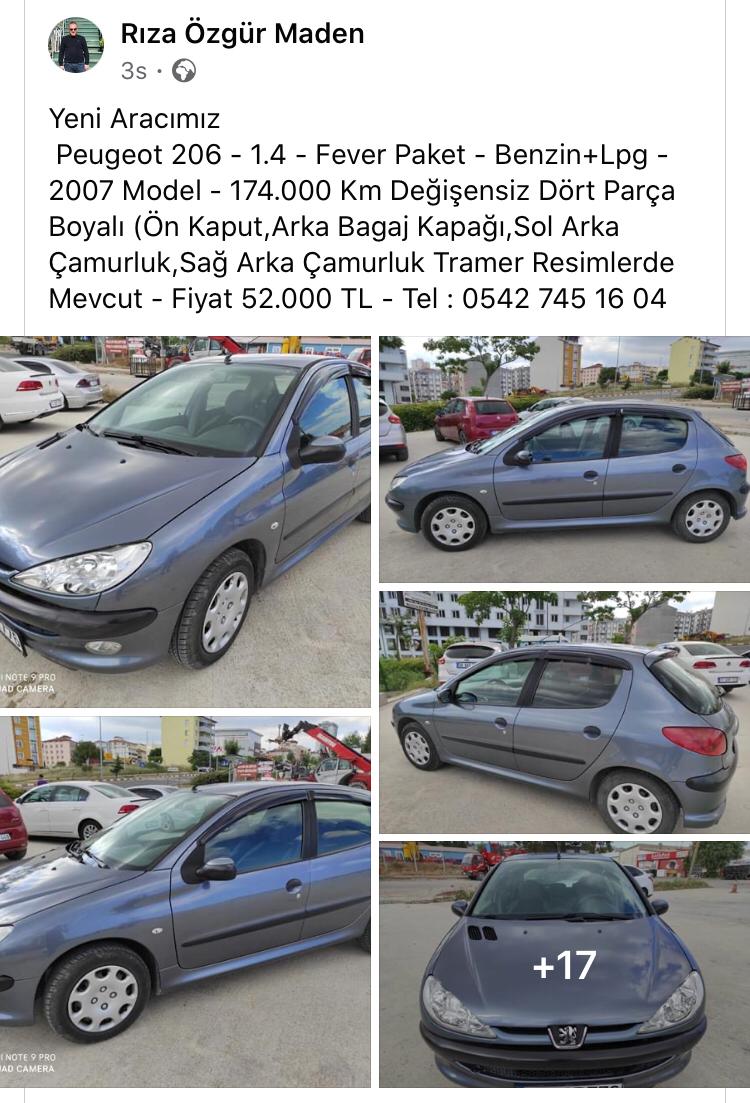 Rıza Özgür Maden
3s ·
Yeni Aracımız
Peugeot 206 - 1.4 - Fever Paket - Benzin+Lpg -
2007 Model - 174.000 Km Değişensiz Dört Parça
Boyalı (Ön Kaput,Arka Bagaj Kapağı,Sol Arka
Çamurluk,Sağ Arka Çamurluk Tramer Resimlerde
Mevcut - Fiyat 52.000 TL - Tel : 0542 745 16 04
I NOTE 9 PRO
AD CAMERA
I NOTE 9 PRO
AD CAMERA
+17